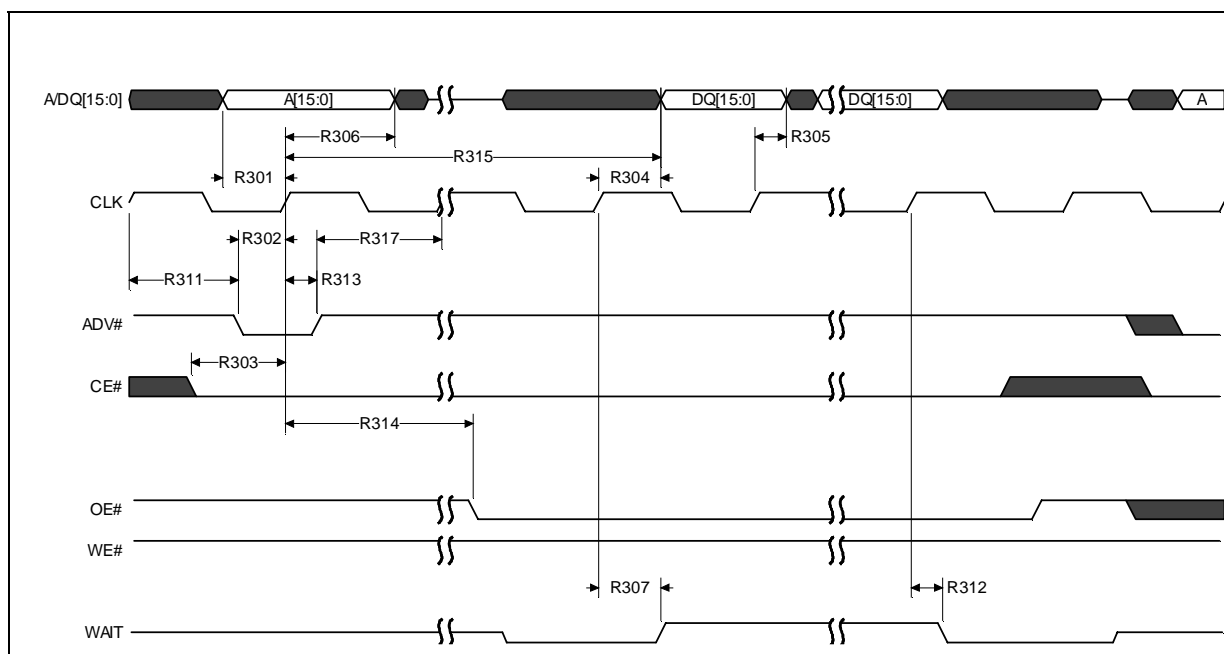 A/DQ[15:0]
A[15:0]
DQ[15:0]
DQ[15:0]
A
R306
R305
R315
R301
R304
CLK
R302
R317
R311
R313
ADV#
R303
CE#
R314
OE#
WE#
R307
R312
WAIT